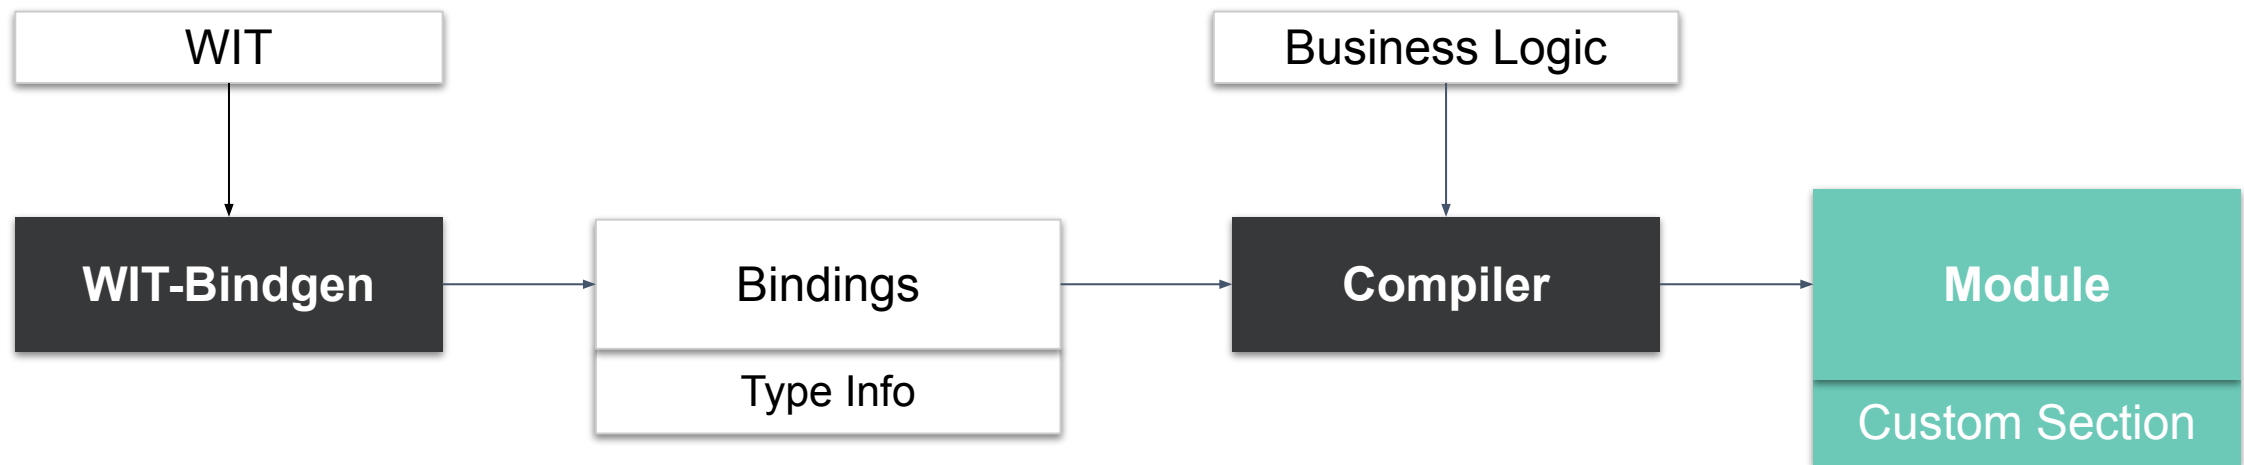 WIT
Business Logic
WIT-Bindgen
Bindings
Compiler
Module
Type Info
Custom Section